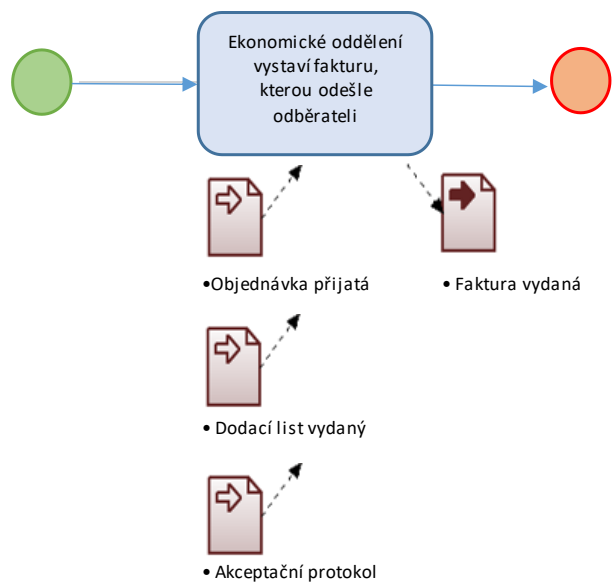 Ekonomické oddělení
vystaví fakturu,
kterou odešle
odběrateli
•Objednávka přijatá
• Faktura vydaná
• Dodací list vydaný
• Akceptační protokol